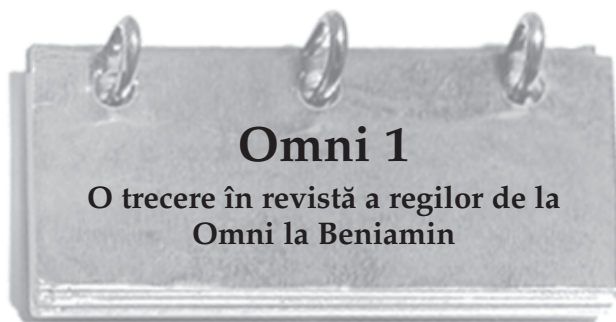 Omni 1
O trecere în revistă a regilor de la
Omni la Beniamin